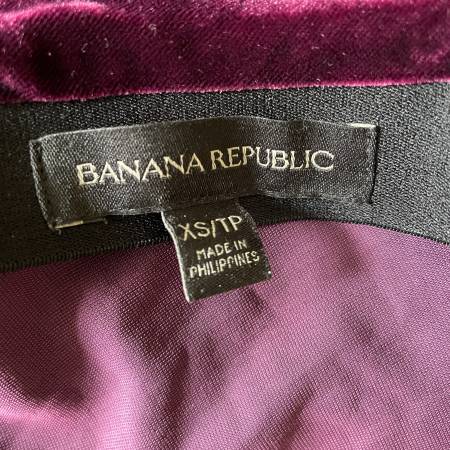 BANANA REPUBLIC
XS/TP
MADE IN
PHILIPPINES